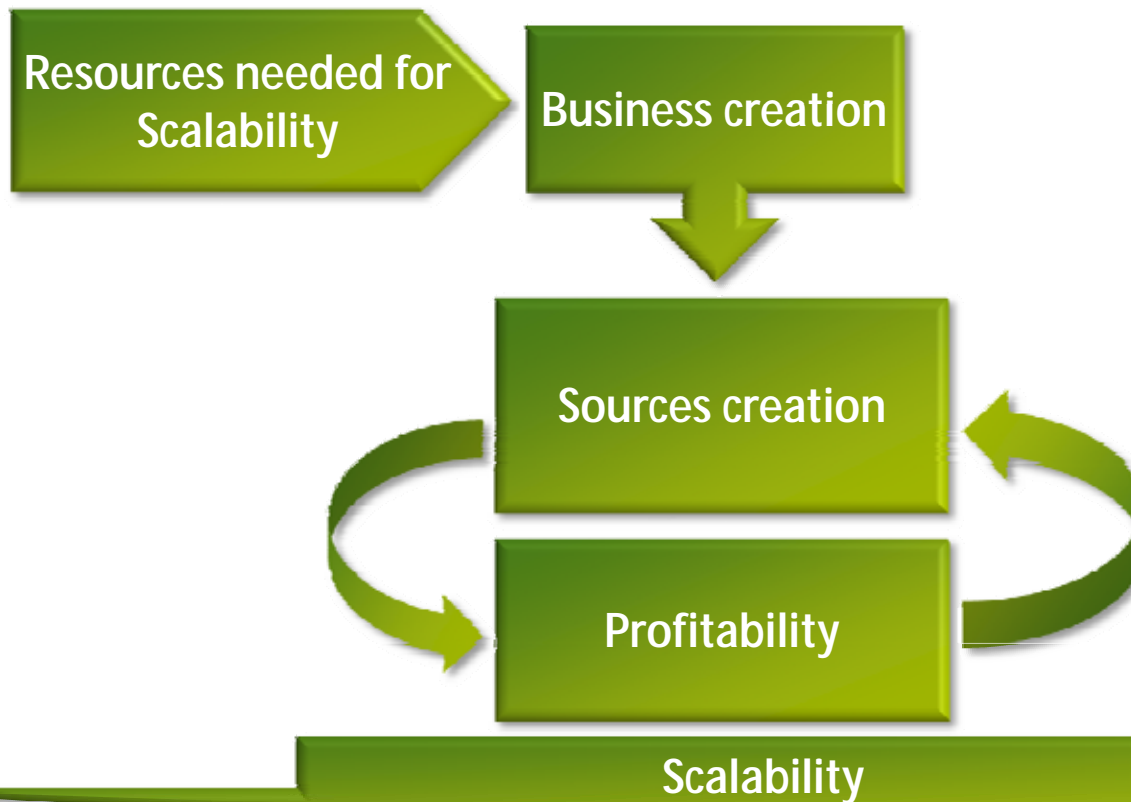 Resources needed for
Scalability
Business creation
Sources creation
Profitability
Scalability